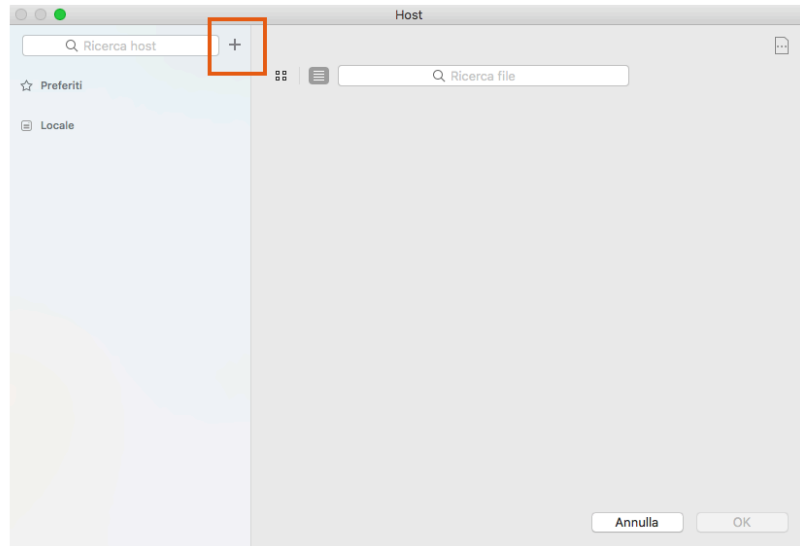 Host
Ricerca host
Ricerca file
Preferiti
Locale
Annulla
OK